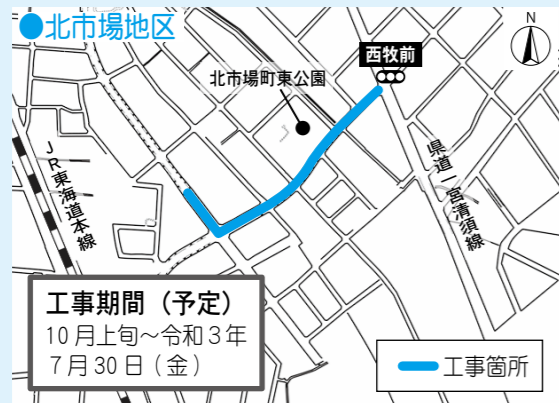 ●北市場地区
N
西牧前
北市場町東公園
JR東海道本線
県道一宮清須線
工事期間（予定）
10月上旬～令和３年
7月30日（金）
工事箇所